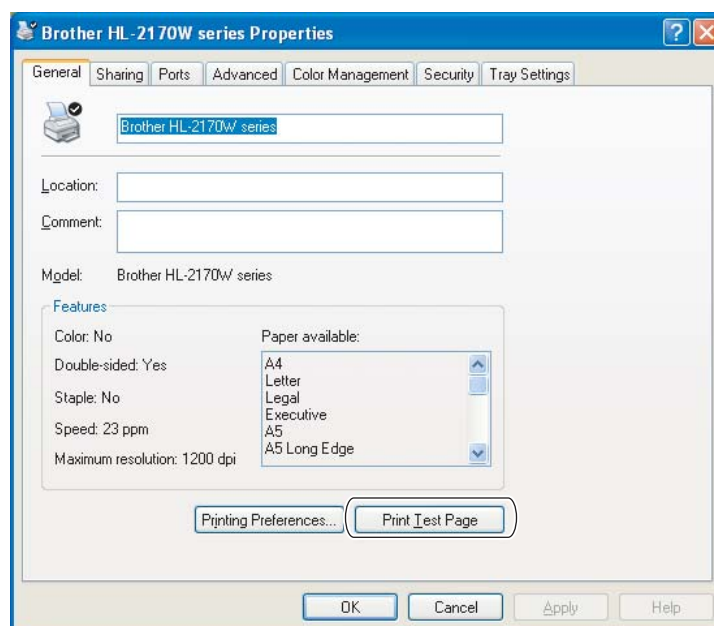 Brother HL-2170W series Properties
General Sharing Ports Advanced Color Management Security Tray Settings
Brother HL-2170W series
Location:
Comment:
Model: Brother HL-2170W series
Features
Color: No
Paper available:
Double-sided: Yes
Staple: No
Speed: 23 ppm
Maximum resolution: 1200 dpi
A4
Letter
Legal
Executive
A5
A5 Long Edge
Printing Preferences... Print Test Page
OK Cancel Apply Help